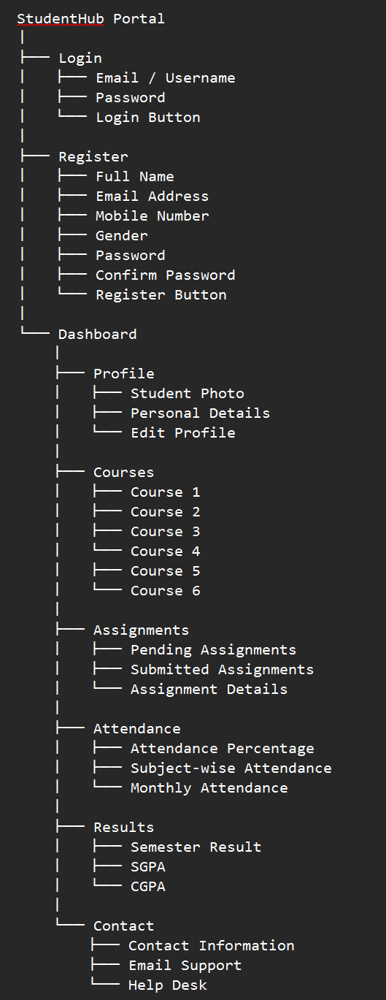 StudentHub Portal
│
├── Login
│   ├── Email / Username
│   ├── Password
│   └── Login Button
│
├── Register
│   ├── Full Name
│   ├── Email Address
│   ├── Mobile Number
│   ├── Gender
│   ├── Password
│   ├── Confirm Password
│   └── Register Button
│
└── Dashboard
    │
    ├── Profile
    │   ├── Student Photo
    │   ├── Personal Details
    │   └── Edit Profile
    │
    ├── Courses
    │   ├── Course 1
    │   ├── Course 2
    │   ├── Course 3
    │   └── Course 4
    │   ├── Course 5
    │   └── Course 6
    │
    ├── Assignments
    │   ├── Pending Assignments
    │   ├── Submitted Assignments
    │   └── Assignment Details
    │
    ├── Attendance
    │   ├── Attendance Percentage
    │   ├── Subject-wise Attendance
    │   └── Monthly Attendance
    │
    ├── Results
    │   ├── Semester Result
    │   ├── SGPA
    │   └── CGPA
    │
    └── Contact
        ├── Contact Information
        ├── Email Support
        └── Help Desk